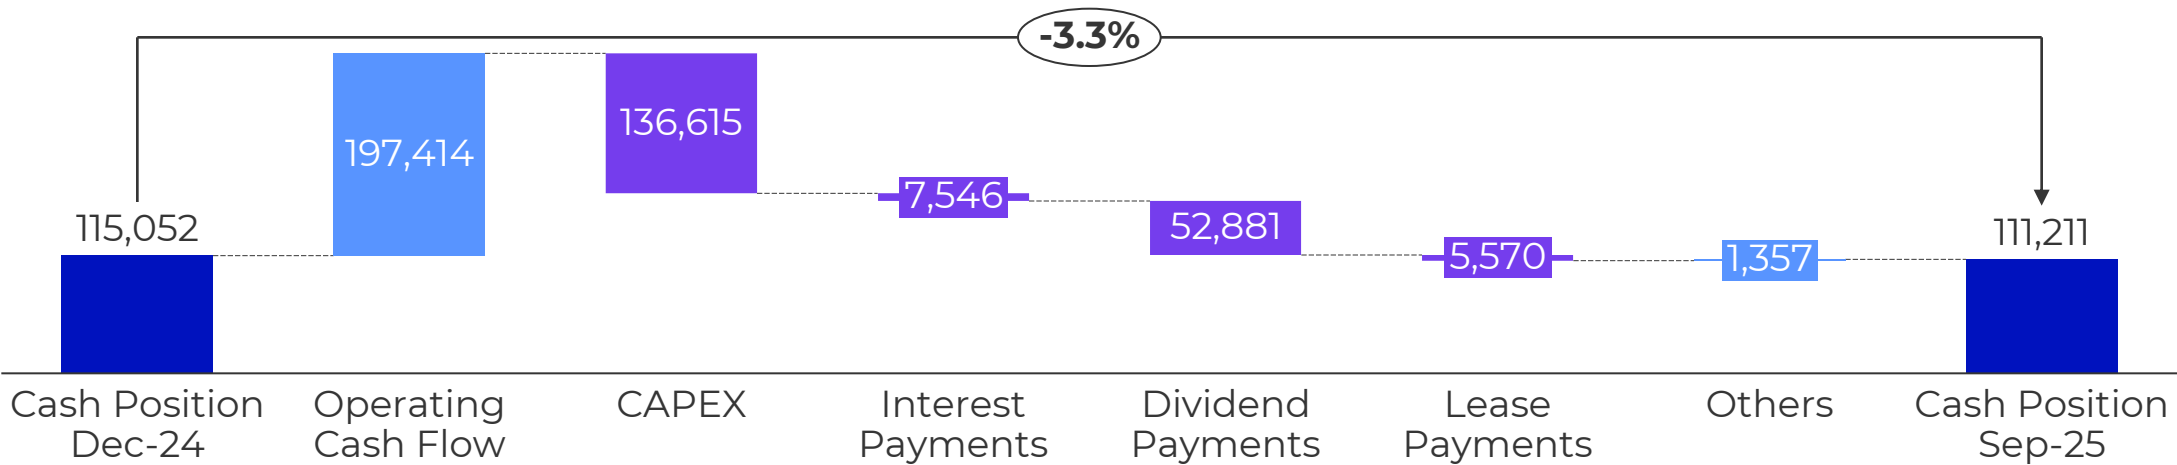 -3.3%
115,052
197,414
136,615
7,546
52,881
5,570
1,357
111,211
Cash Position
Dec-24
Operating
Cash Flow
CAPEX
Interest
Payments
Dividend
Payments
Lease
Payments
Others
Cash Position
Sep-25